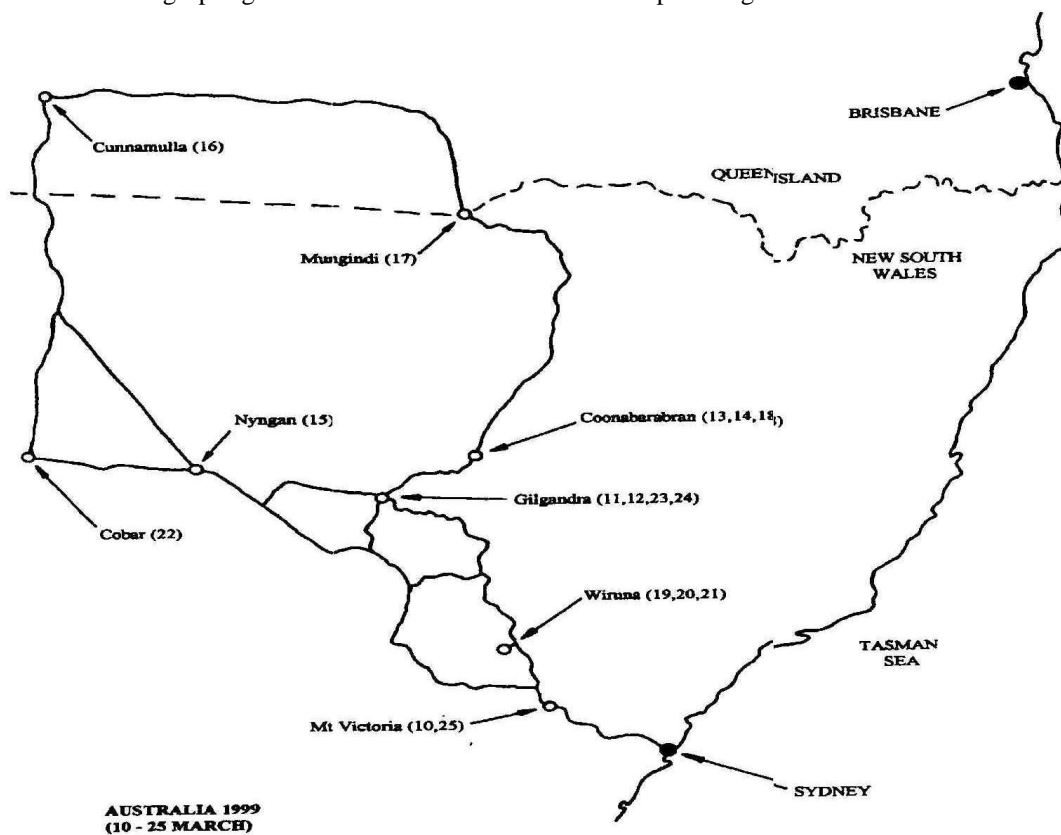 BRISBANE
Cunnamulla (16)
QUEENISLAND
Mungindi (17)
NEW SOUTH
WALES
Nyngan (15)
Coonabarabran (13,14,18)
Gilgandra (11,12,23,24)
Cobar (22)
Wiruna (19,20,21)
TASMAN
SEA
Mt Victoria (10,25)
SYDNEY
AUSTRALIA 1999
(10 - 25 MARCH)